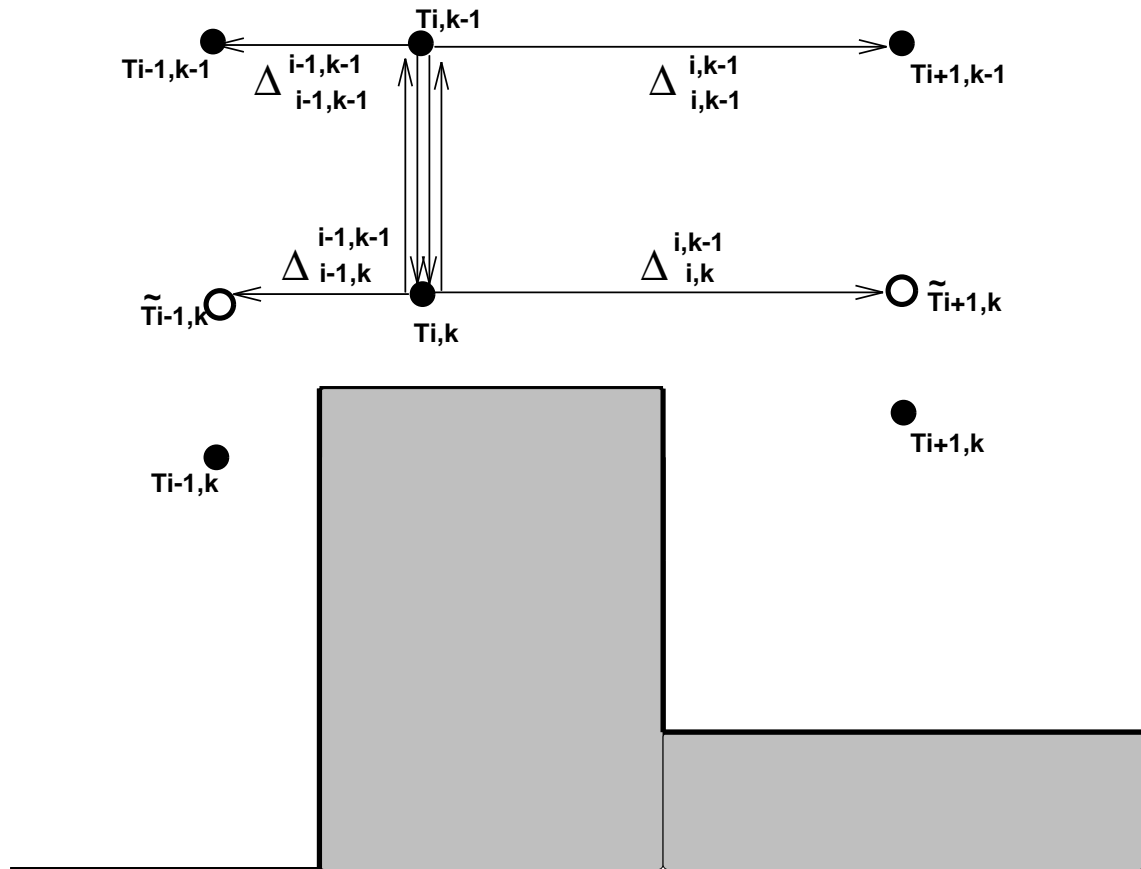 Ti,k-1
Ti-1,k-1
Δ i-1,k-1 i-1,k-1
Δ i,k-1 i,k-1
Ti+1,k-1
Δ i-1,k-1 i-1,k
Δ i,k-1 i,k
T̃i-1,k
Ti,k
T̃i+1,k
Ti-1,k
Ti+1,k